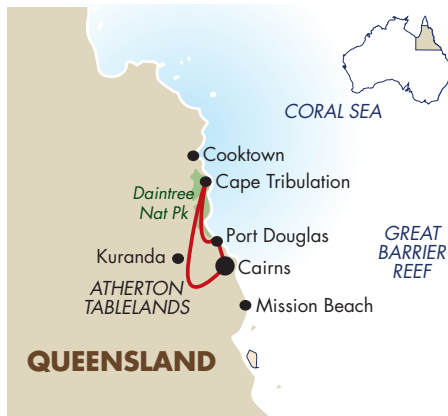 CORAL SEA
Cooktown
Cape Tribulation
Daintree
Nat Pk
Port Douglas
GREAT
BARRIER
REEF
Kuranda
Cairns
ATHERTON
TABLELANDS
Mission Beach
QUEENSLAND